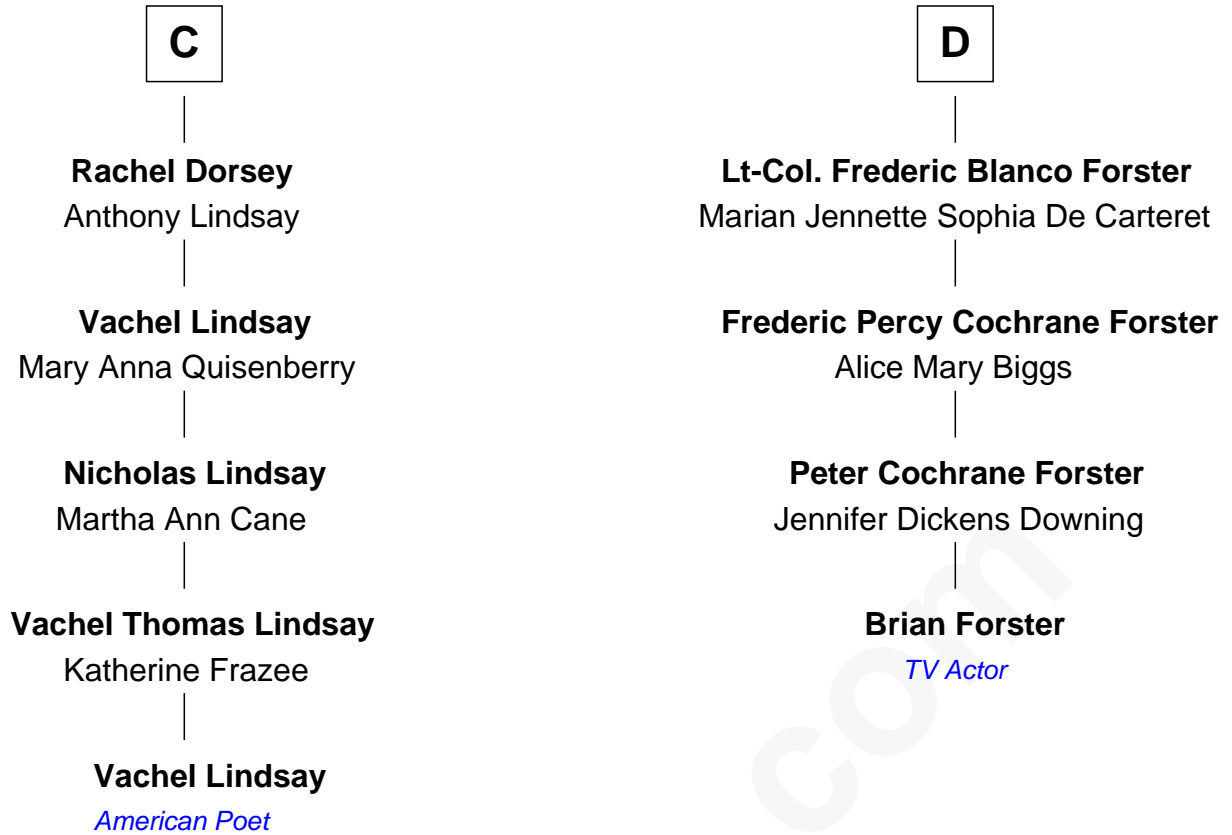 C
Rachel Dorsey
Anthony Lindsay
Vachel Lindsay
Mary Anna Quisenberry
Nicholas Lindsay
Martha Ann Cane
Vachel Thomas Lindsay
Katherine Frazee
Vachel Lindsay
American Poet
D
Lt-Col. Frederic Blanco Forster
Marian Jennette Sophia De Carteret
Frederic Percy Cochrane Forster
Alice Mary Biggs
Peter Cochrane Forster
Jennifer Dickens Downing
Brian Forster
TV Actor
com